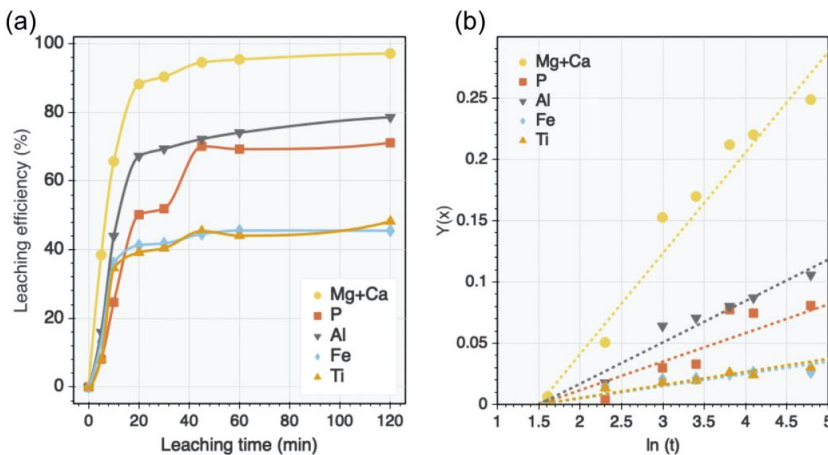 (a)
100
80
60
40
20
0
Leaching efficiency (%)
Mg+Ca
P
Al
Fe
Ti
0 20 40 60 80 100 120
Leaching time (min)
(b)
0.25
0.2
0.15
0.1
0.05
0
Y(x)
Mg+Ca
P
Al
Fe
Ti
1 1.5 2 2.5 3 3.5 4 4.5 5
ln (t)